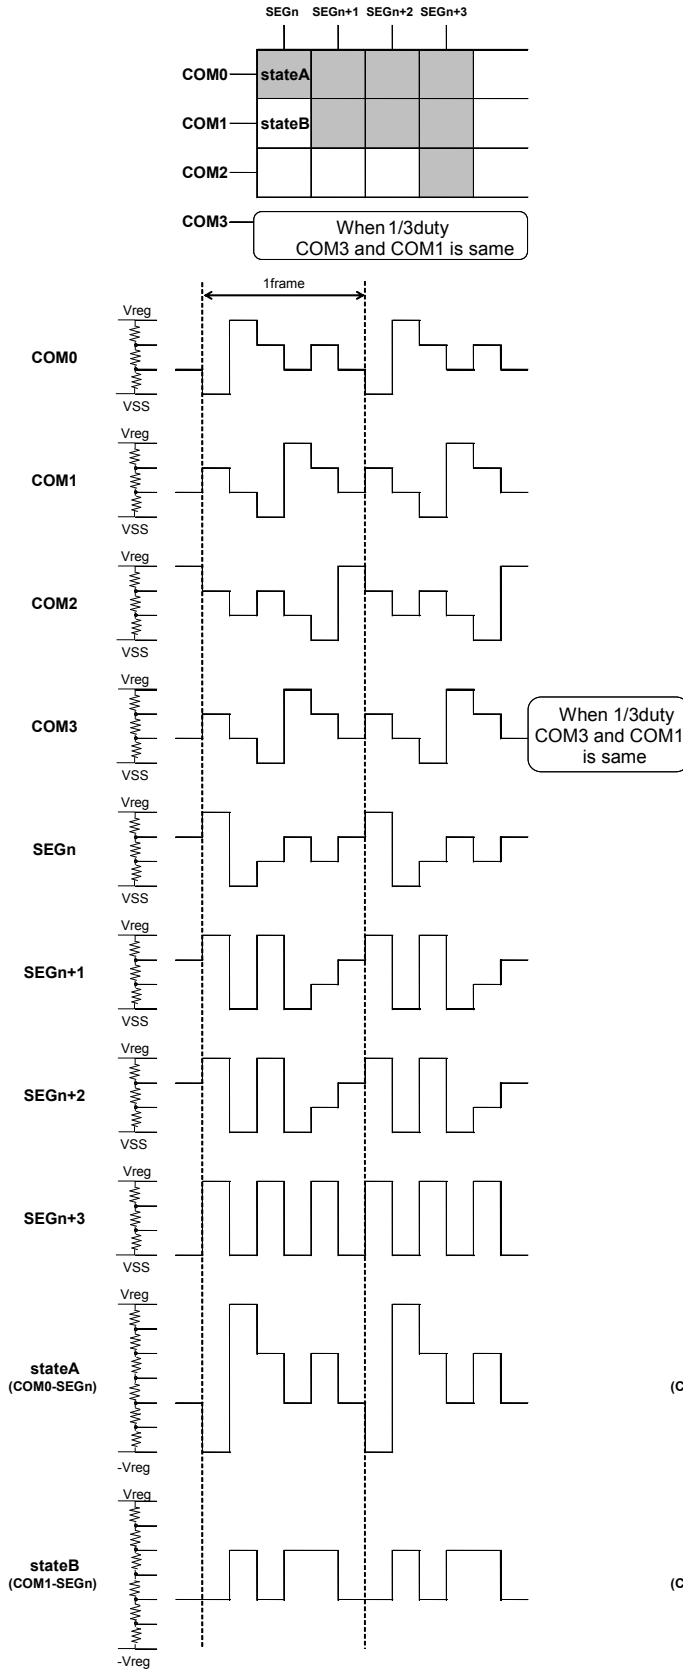 SEGn SEGn+1 SEGn+2 SEGn+3
COM0 stateA
COM1 stateB
COM2
COM3
When 1/3duty
COM3 and COM1 is same
1frame
Vreg
COM0
VSS
Vreg
COM1
VSS
Vreg
COM2
VSS
Vreg
COM3
VSS
When 1/3duty
COM3 and COM1
is same
Vreg
SEGn
VSS
Vreg
SEGn+1
VSS
Vreg
SEGn+2
VSS
Vreg
SEGn+3
VSS
Vreg
stateA
(COM0-SEGn)
-Vreg
Vreg
stateB
(COM1-SEGn)
-Vreg